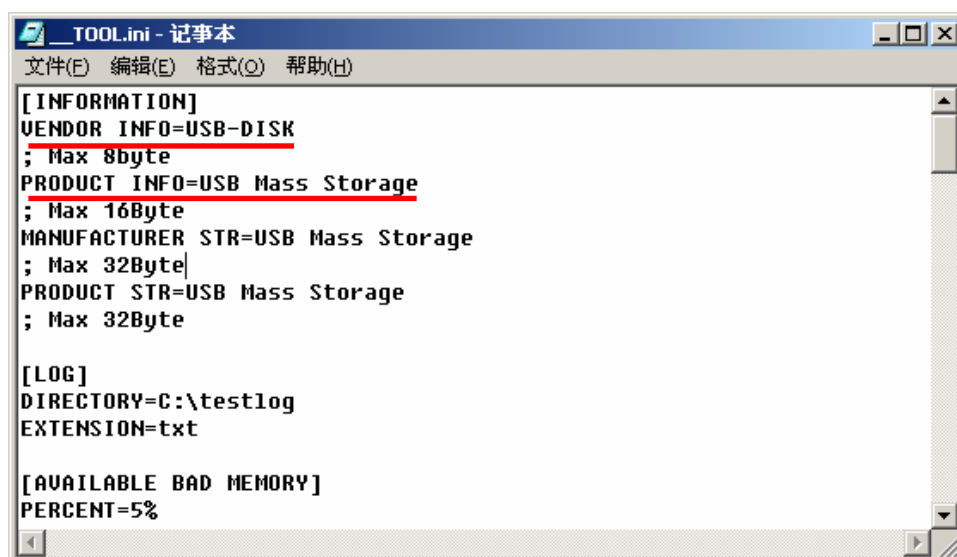 __TOOL.ini - 记事本
文件(F) 编辑(E) 格式(O) 帮助(H)
[INFORMATION]
VENDOR INFO=USB-DISK
; Max 8byte
PRODUCT INFO=USB Mass Storage
; Max 16Byte
MANUFACTURER STR=USB Mass Storage
; Max 32Byte
PRODUCT STR=USB Mass Storage
; Max 32Byte
[LOG]
DIRECTORY=C:\testlog
EXTENSION=txt
[AVAILABLE BAD MEMORY]
PERCENT=5%